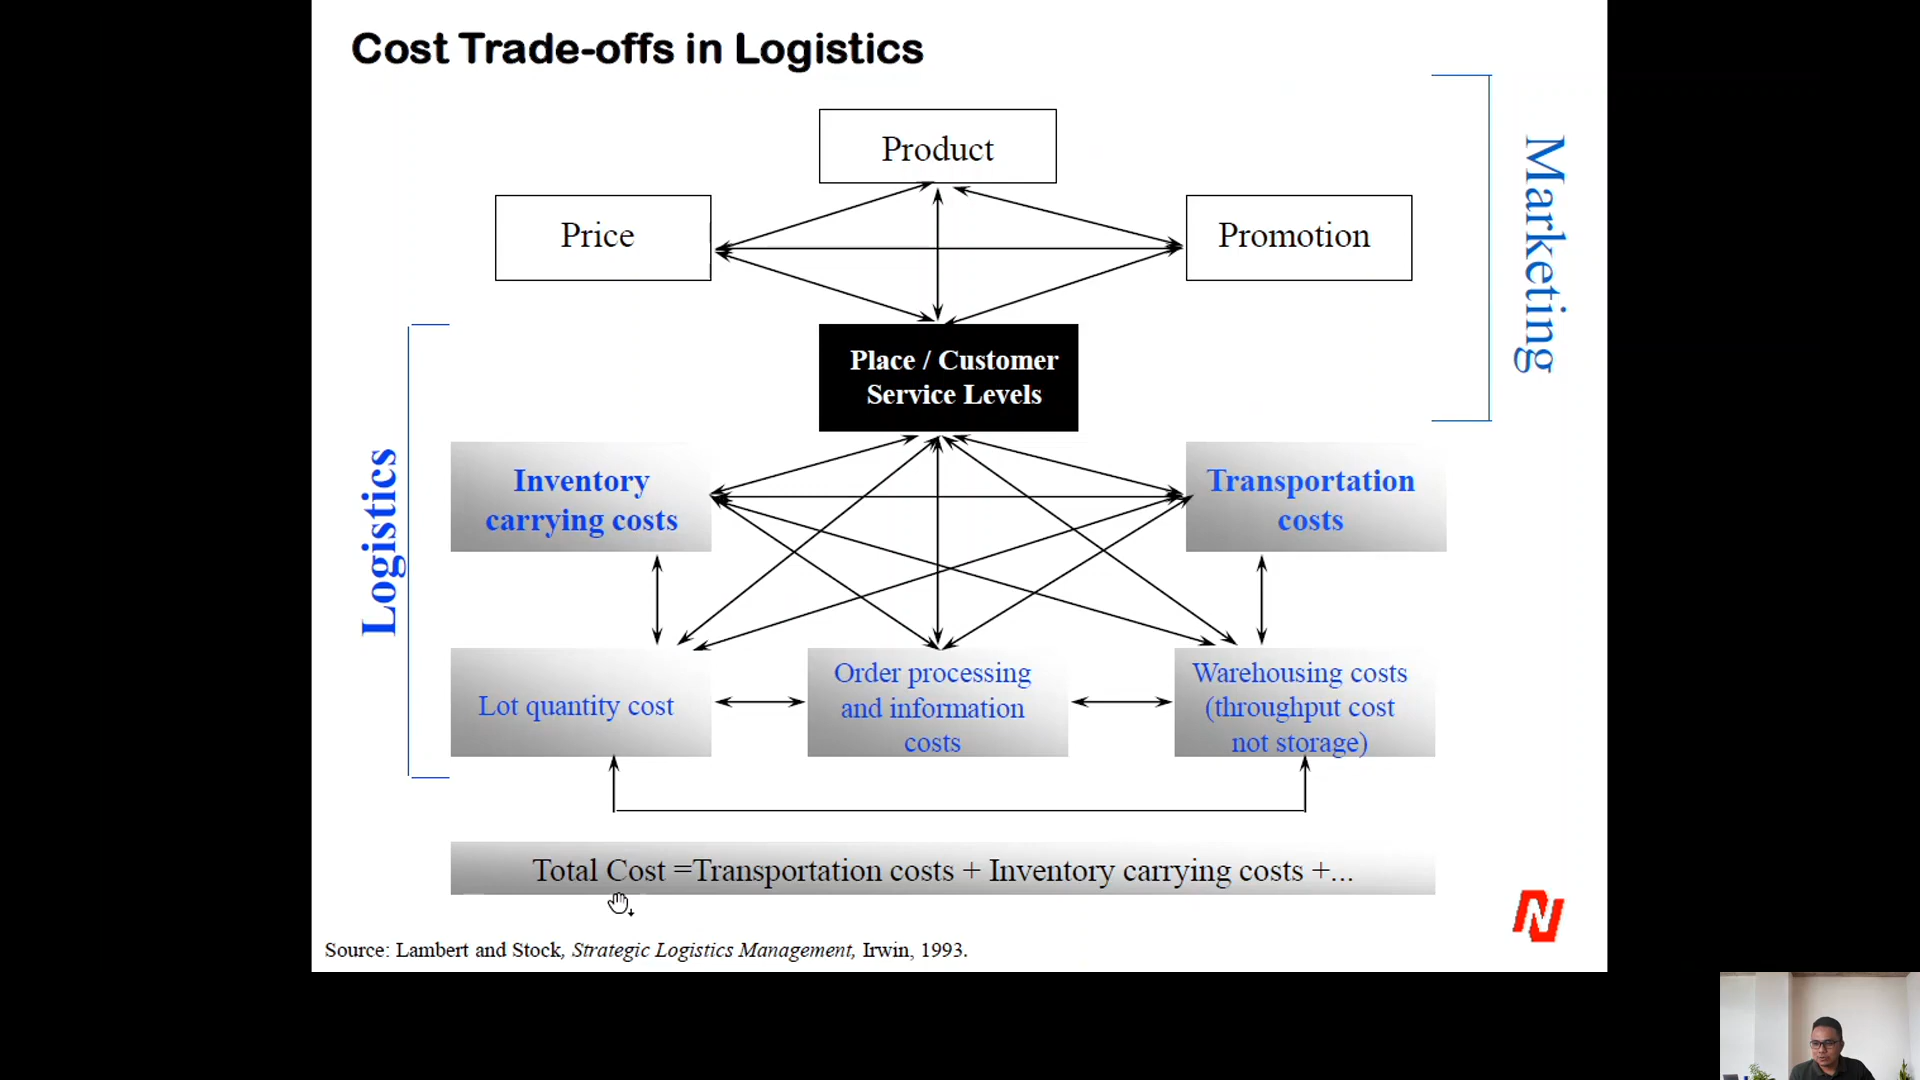 Cost Trade-offs in Logistics
Product
Price
Promotion
Marketing
Place / Customer
Service Levels
Logistics
Inventory
carrying costs
Transportation
costs
Lot quantity cost
Order processing
and information
costs
Warehousing costs
(throughput cost
not storage)
Total Cost =Transportation costs + Inventory carrying costs +...
N
Source: Lambert and Stock, Strategic Logistics Management, Irwin, 1993.